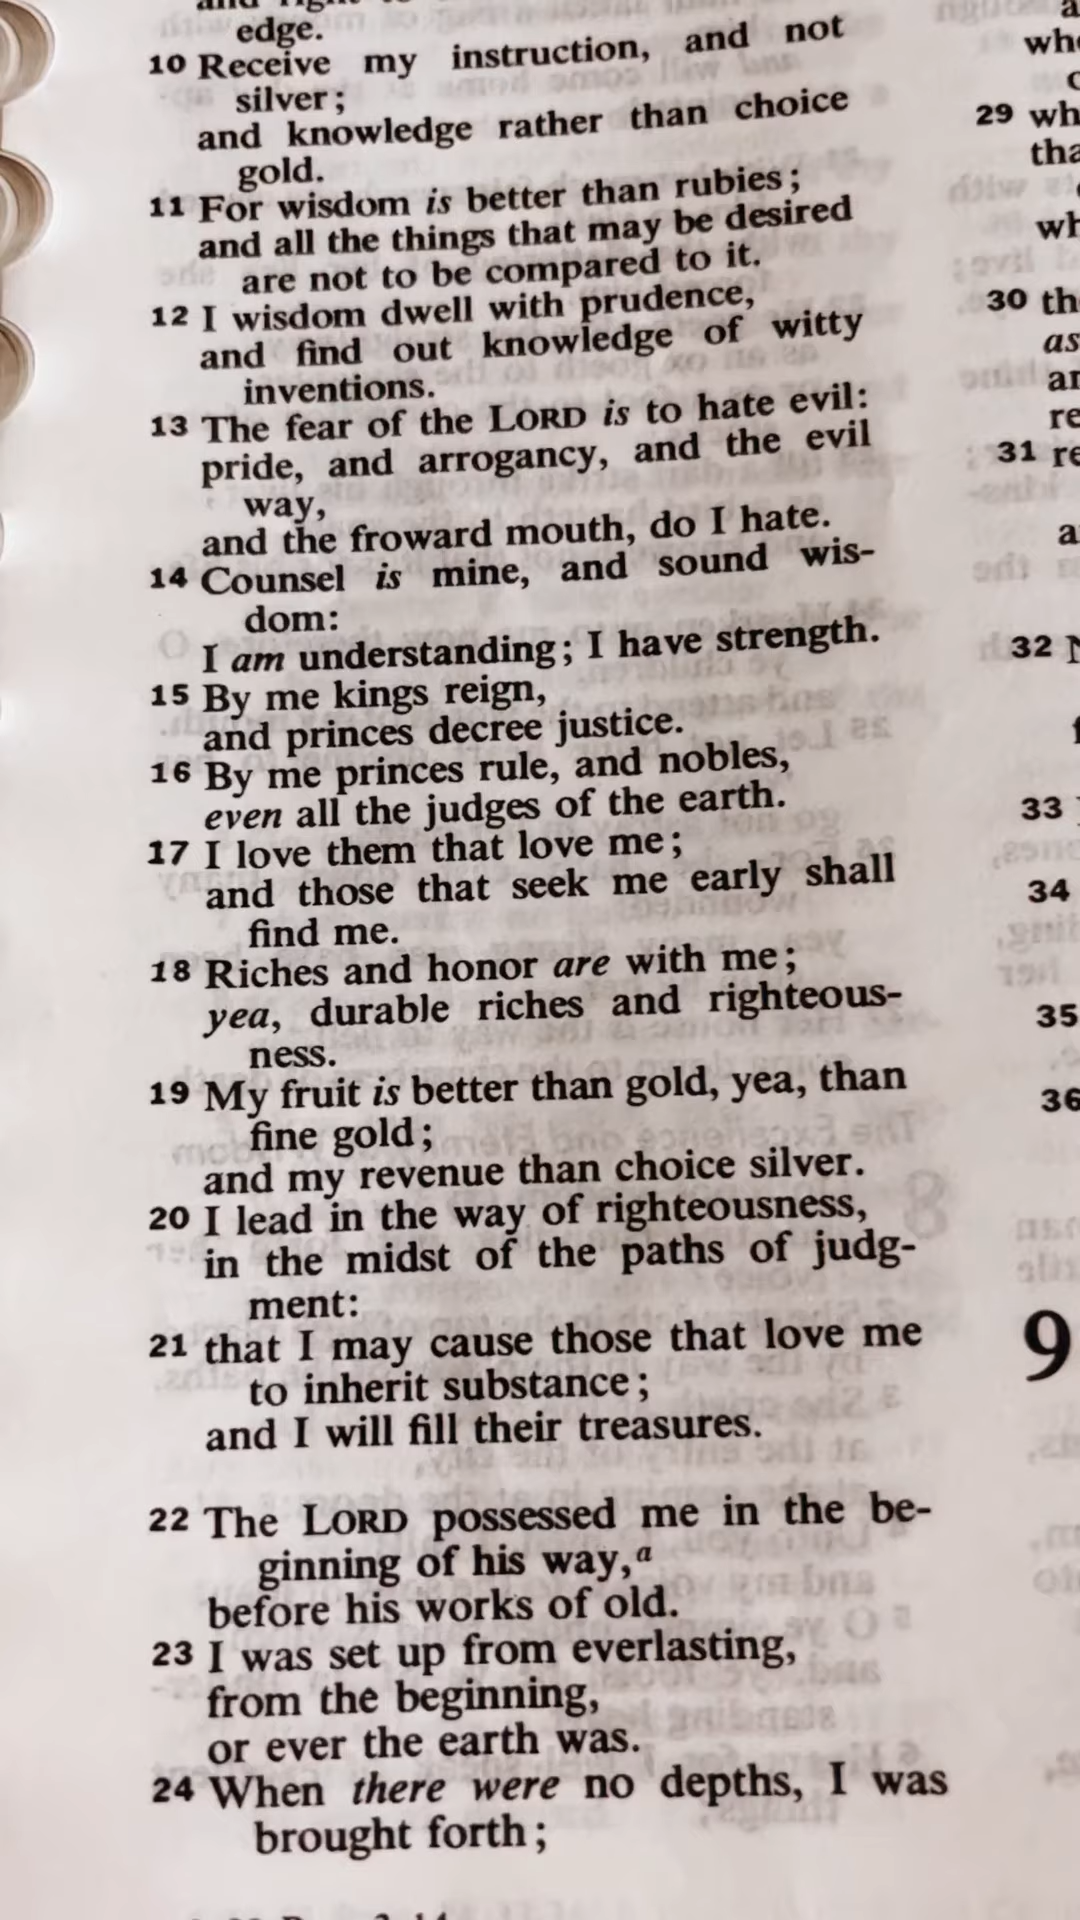 edge.
10 Receive my instruction, and not
silver;
and knowledge rather than choice
gold.
11 For wisdom is better than rubies;
and all the things that may be desired
are not to be compared to it.
12 I wisdom dwell with prudence,
and find out knowledge of witty
inventions.
13 The fear of the LORD is to hate evil:
pride, and arrogancy, and the evil
way,
and the froward mouth, do I hate.
14 Counsel is mine, and sound wis-
dom:
I am understanding; I have strength.
15 By me kings reign,
and princes decree justice.
16 By me princes rule, and nobles,
even all the judges of the earth.
17 I love them that love me;
and those that seek me early shall
find me.
18 Riches and honor are with me;
yea, durable riches and righteous-
ness.
19 My fruit is better than gold, yea, than
fine gold;
and my revenue than choice silver.
20 I lead in the way of righteousness,
in the midst of the paths of judg-
ment:
21 that I may cause those that love me
to inherit substance;
and I will fill their treasures.
22 The LORD possessed me in the be-
ginning of his way,a
before his works of old.
23 I was set up from everlasting,
from the beginning,
or ever the earth was.
24 When there were no depths, I was
brought forth;
29
30
31
32
33
34
35
36
9